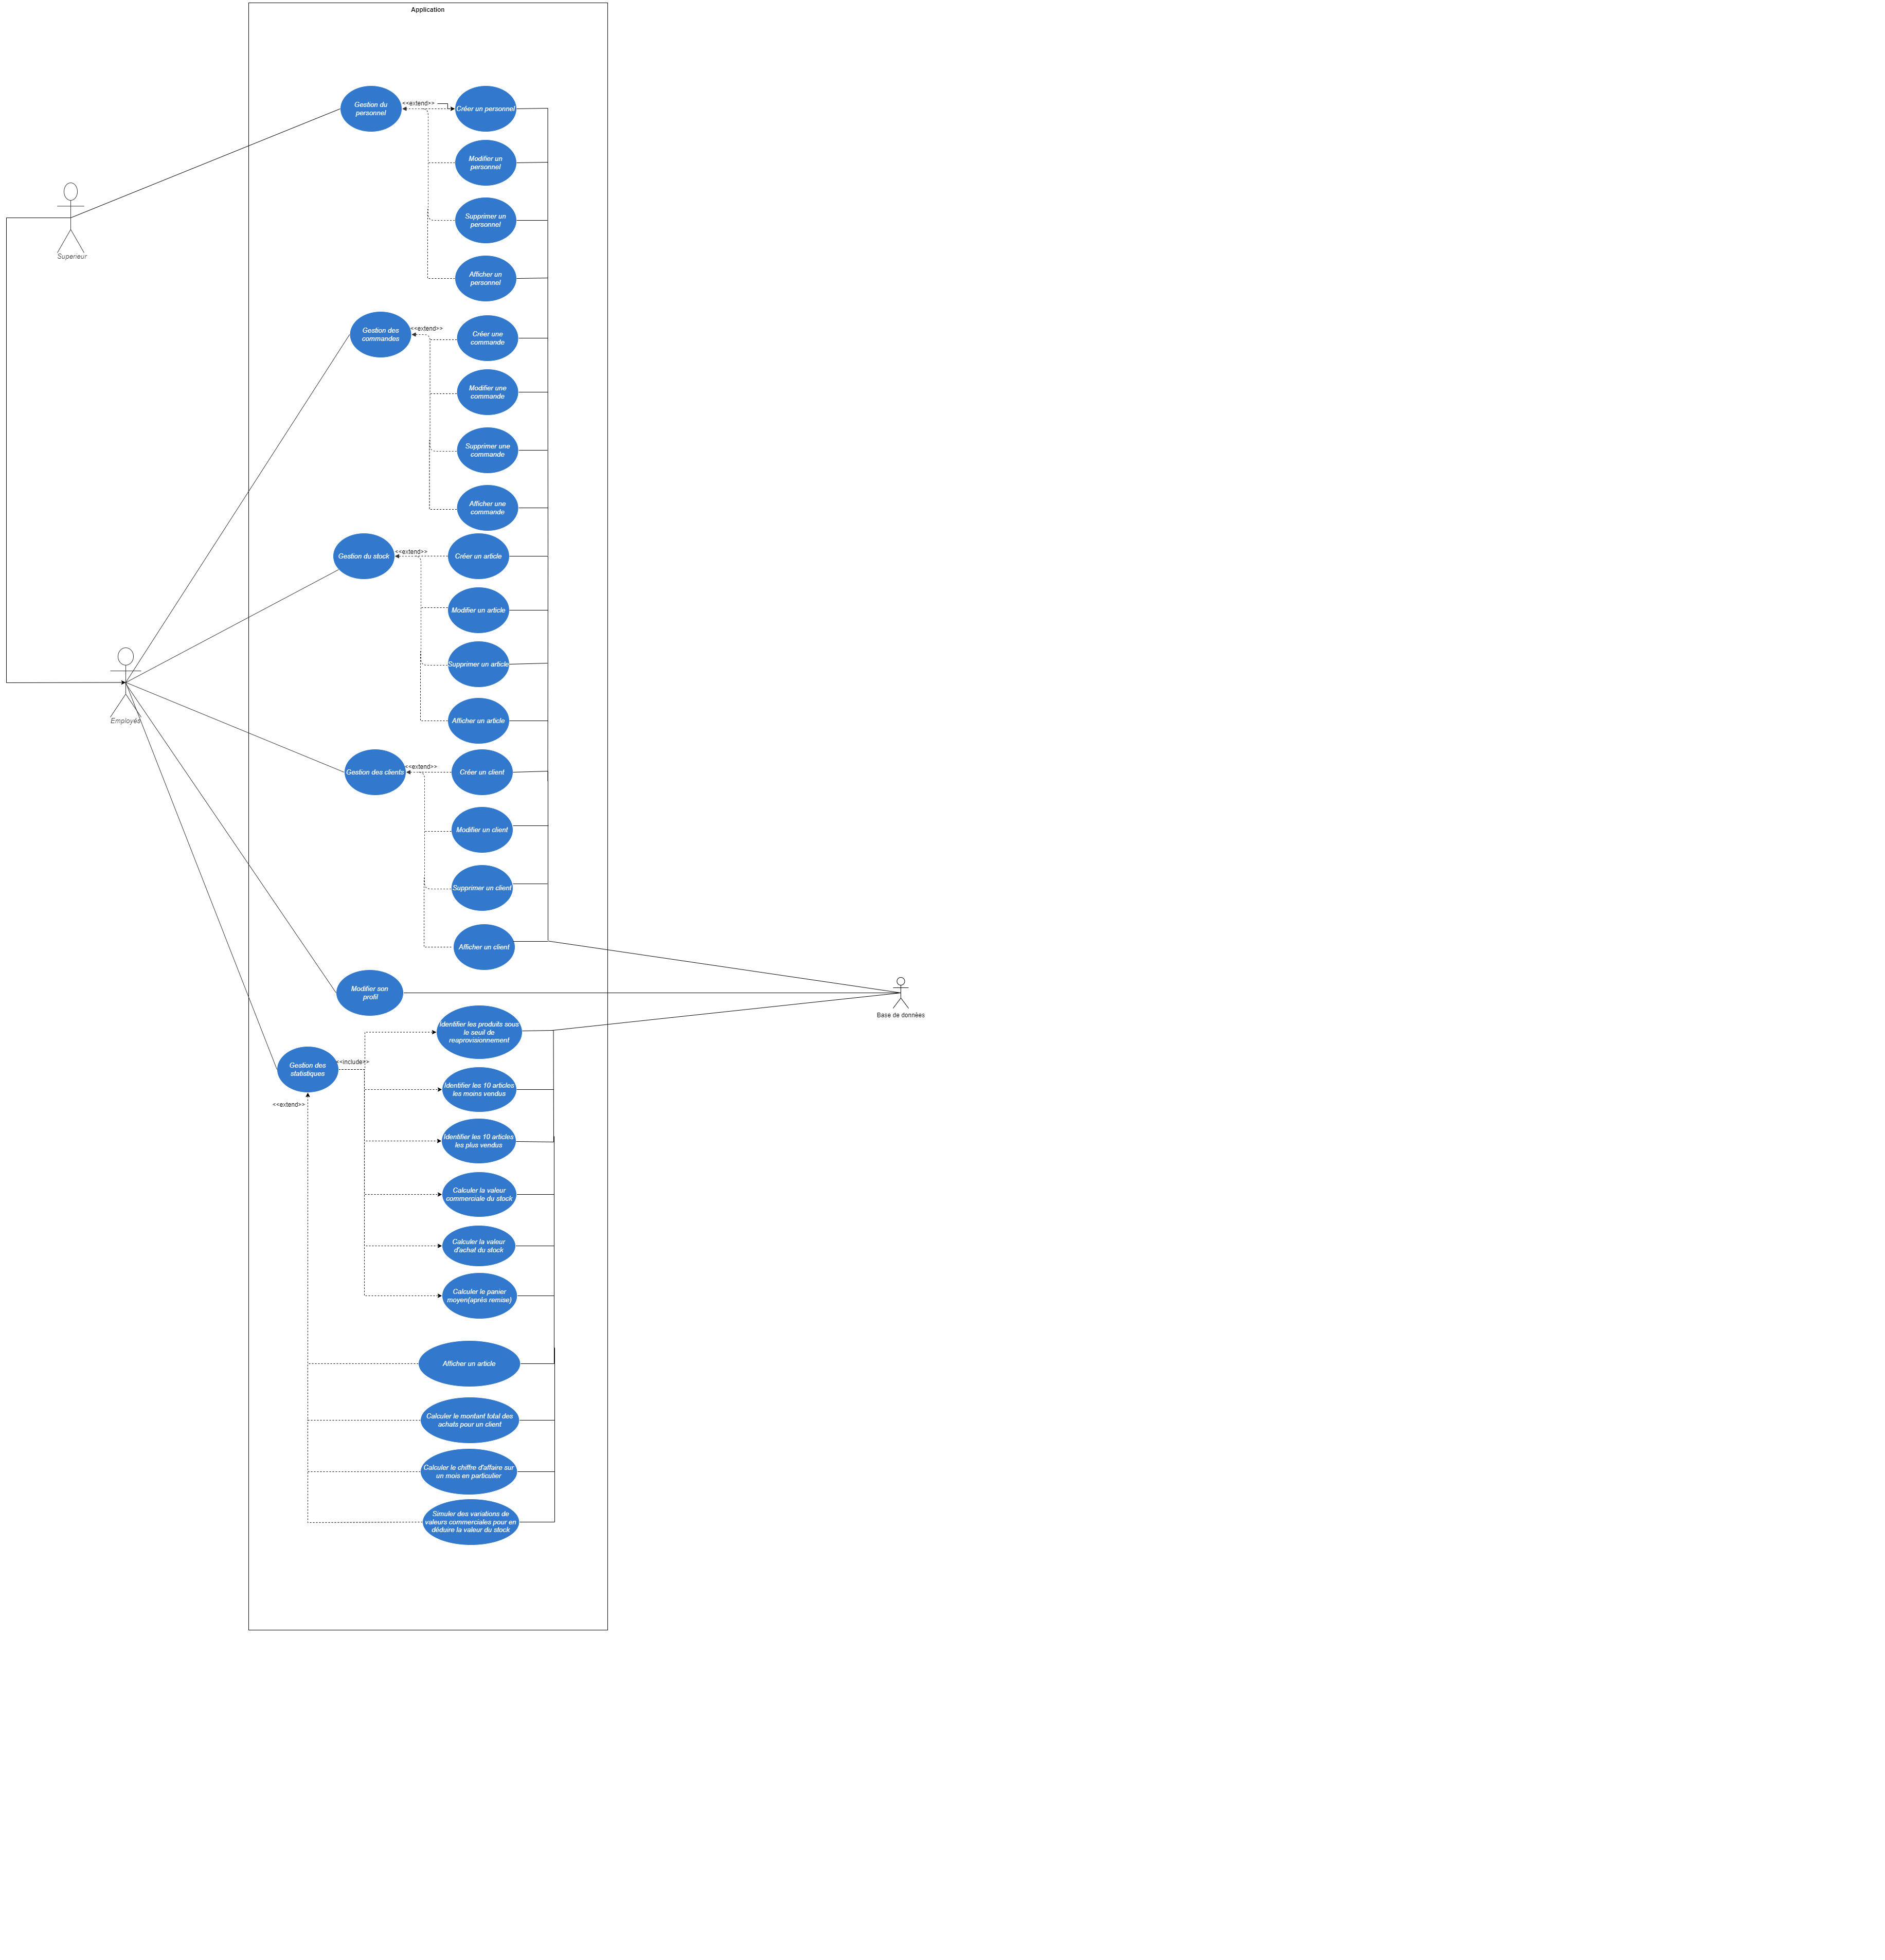 Application
Gestion du
personnel
<<extend>>
Créer un personnel
Modifier un
personnel
Supprimer un
personnel
Superieur
Afficher un
personnel
Gestion des
commandes
<<extend>>
Créer une
commande
Modifier une
commande
Supprimer une
commande
Afficher une
commande
Gestion du stock
<<extend>>
Créer un article
Modifier un article
Supprimer un article
Employés
Afficher un article
Gestion des clients
<<extend>>
Créer un client
Modifier un client
Supprimer un client
Afficher un client
Modifier son
profil
Base de données
Identifier les produits sous
le seuil de
reaprovisionnement
Gestion des
statistiques
<<include>>
<<extend>>
Identifier les 10 articles
les moins vendus
Identifier les 10 articles
les plus vendus
Calculer la valeur
commerciale du stock
Calculer la valeur
d'achat du stock
Calculer le panier
moyen(aprés remise)
Afficher un article
Calculer le montant total des
achats pour un client
Calculer le chiffre d'affaire sur
un mois en particulier
Simuler des variations de
valeurs commerciales pour en
déduire la valeur du stock